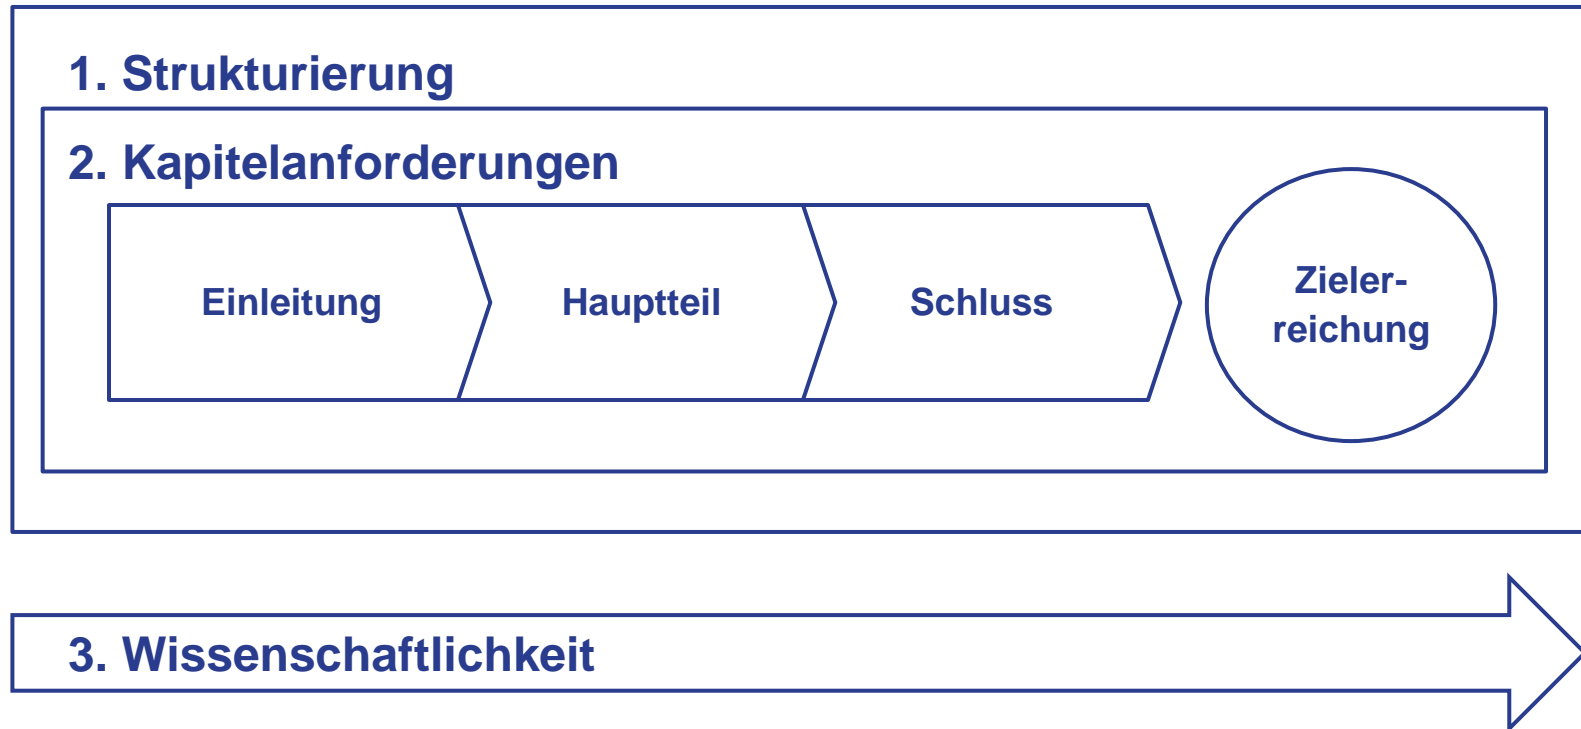 1. Strukturierung
2. Kapitelanforderungen
Einleitung
Hauptteil
Schluss
Zieler-
reichung
3. Wissenschaftlichkeit